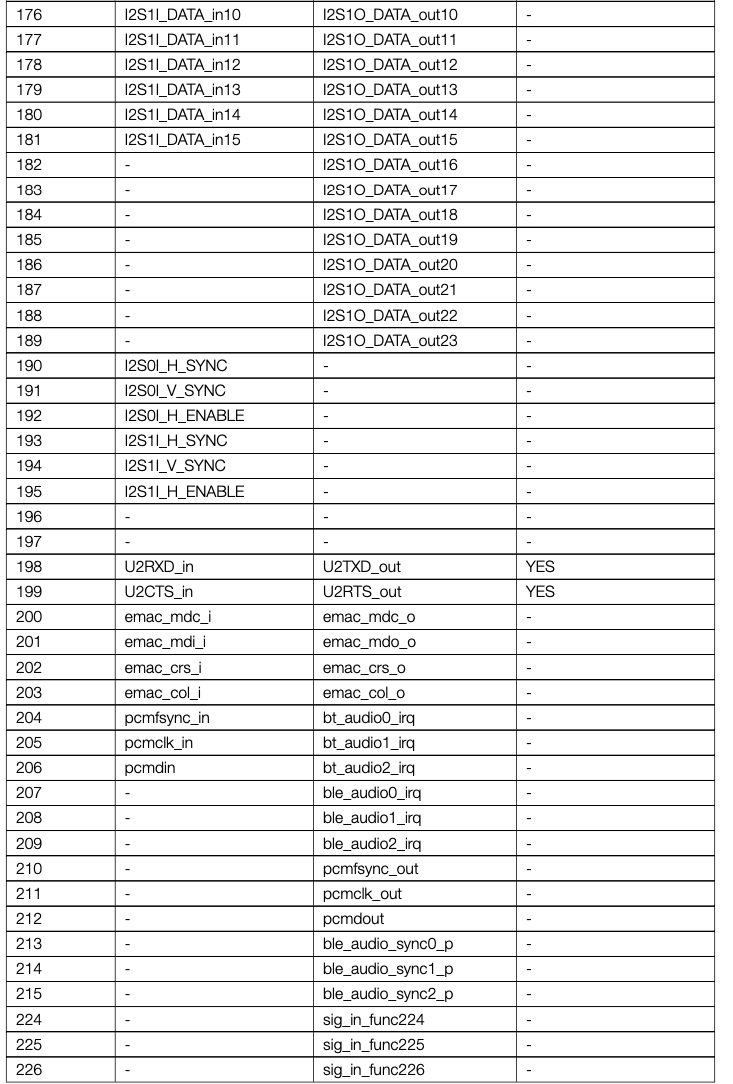 176 I2S1I_DATA_in10 I2S1O_DATA_out10 -
177 I2S1I_DATA_in11 I2S1O_DATA_out11 -
178 I2S1I_DATA_in12 I2S1O_DATA_out12 -
179 I2S1I_DATA_in13 I2S1O_DATA_out13 -
180 I2S1I_DATA_in14 I2S1O_DATA_out14 -
181 I2S1I_DATA_in15 I2S1O_DATA_out15 -
182 - I2S1O_DATA_out16 -
183 - I2S1O_DATA_out17 -
184 - I2S1O_DATA_out18 -
185 - I2S1O_DATA_out19 -
186 - I2S1O_DATA_out20 -
187 - I2S1O_DATA_out21 -
188 - I2S1O_DATA_out22 -
189 - I2S1O_DATA_out23 -
190 I2S0I_H_SYNC - -
191 I2S0I_V_SYNC - -
192 I2S0I_H_ENABLE - -
193 I2S1I_H_SYNC - -
194 I2S1I_V_SYNC - -
195 I2S1I_H_ENABLE - -
196 - - -
197 - - -
198 U2RXD_in U2TXD_out YES
199 U2CTS_in U2RTS_out YES
200 emac_mdc_i emac_mdc_o -
201 emac_mdi_i emac_mdo_o -
202 emac_crs_i emac_crs_o -
203 emac_col_i emac_col_o -
204 pcmfsync_in bt_audio0_irq -
205 pcmclk_in bt_audio1_irq -
206 pcmdin bt_audio2_irq -
207 - ble_audio0_irq -
208 - ble_audio1_irq -
209 - ble_audio2_irq -
210 - pcmfsync_out -
211 - pcmclk_out -
212 - pcmdout -
213 - ble_audio_sync0_p -
214 - ble_audio_sync1_p -
215 - ble_audio_sync2_p -
224 - sig_in_func224 -
225 - sig_in_func225 -
226 - sig_in_func226 -